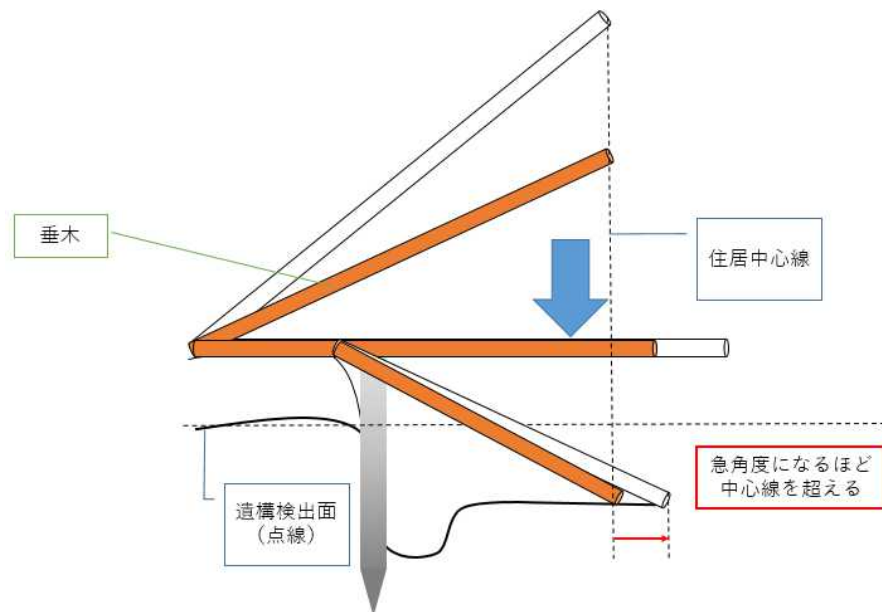 垂木
住居中心線
急角度になるほど
中心線を超える
遺構検出面
（点線）